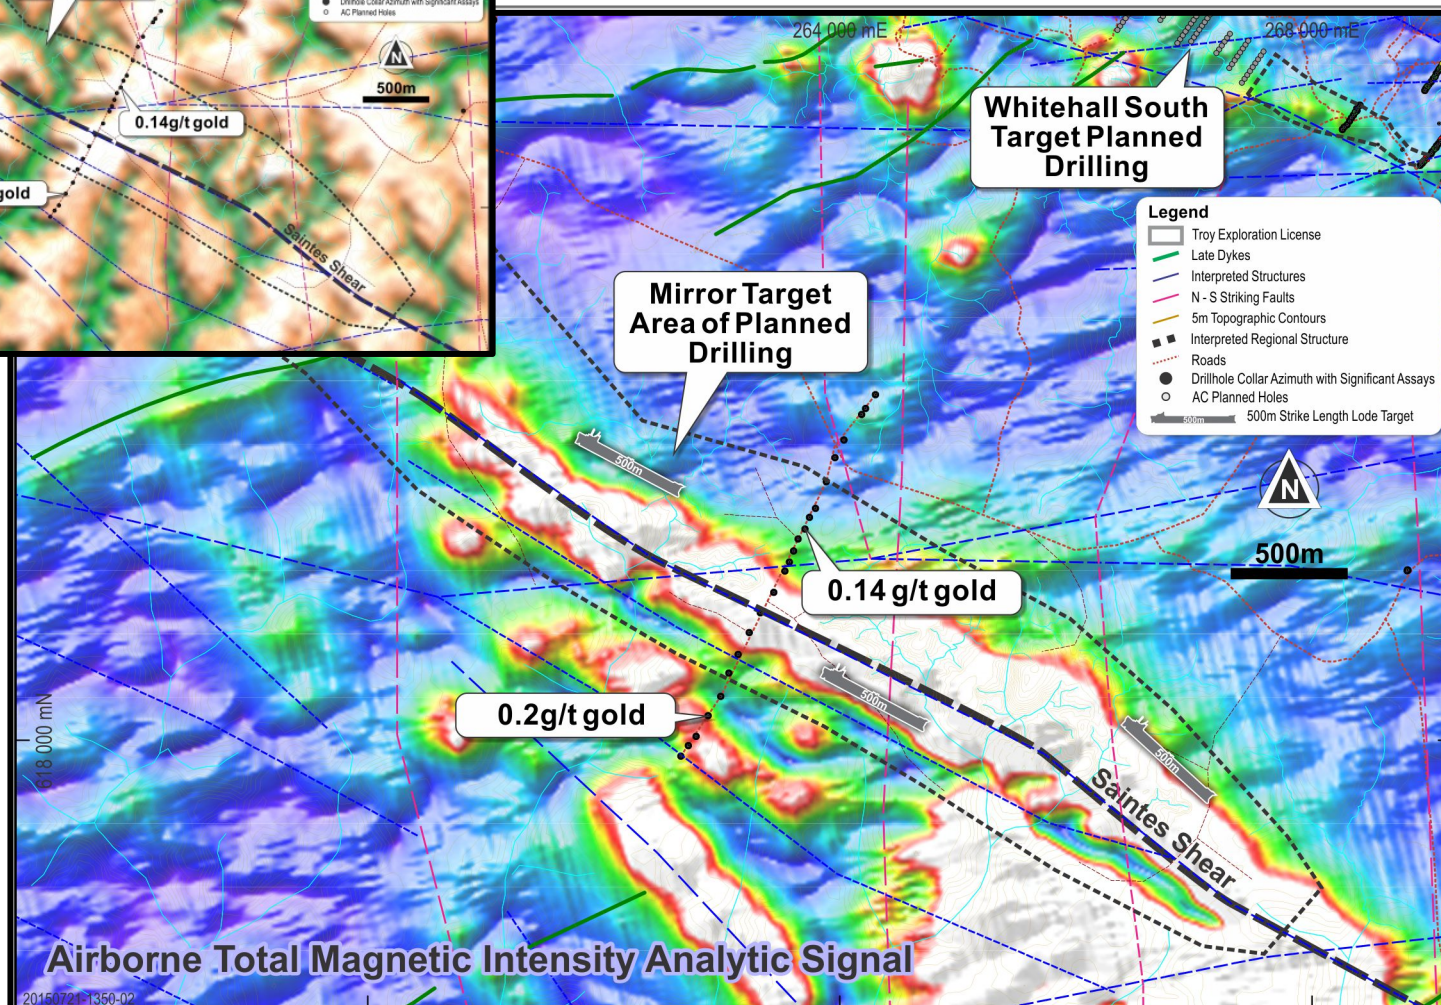 Drillhole Collar Azimuth with Significant Assays
AC Planned Holes
N
500m
0.14g/t gold
gold
Saintes Shear
264 000 mE
268 000 mE
Whitehall South
Target Planned
Drilling
Legend
Troy Exploration License
Late Dykes
Interpreted Structures
N - S Striking Faults
5m Topographic Contours
Interpreted Regional Structure
Roads
Drillhole Collar Azimuth with Significant Assays
AC Planned Holes
500m
500m Strike Length Lode Target
Mirror Target
Area of Planned
Drilling
500m
N
500m
0.14 g/t gold
500m
0.2g/t gold
500m
618 000 mN
Saintes Shear
Airborne Total Magnetic Intensity Analytic Signal
20150721-1350-02